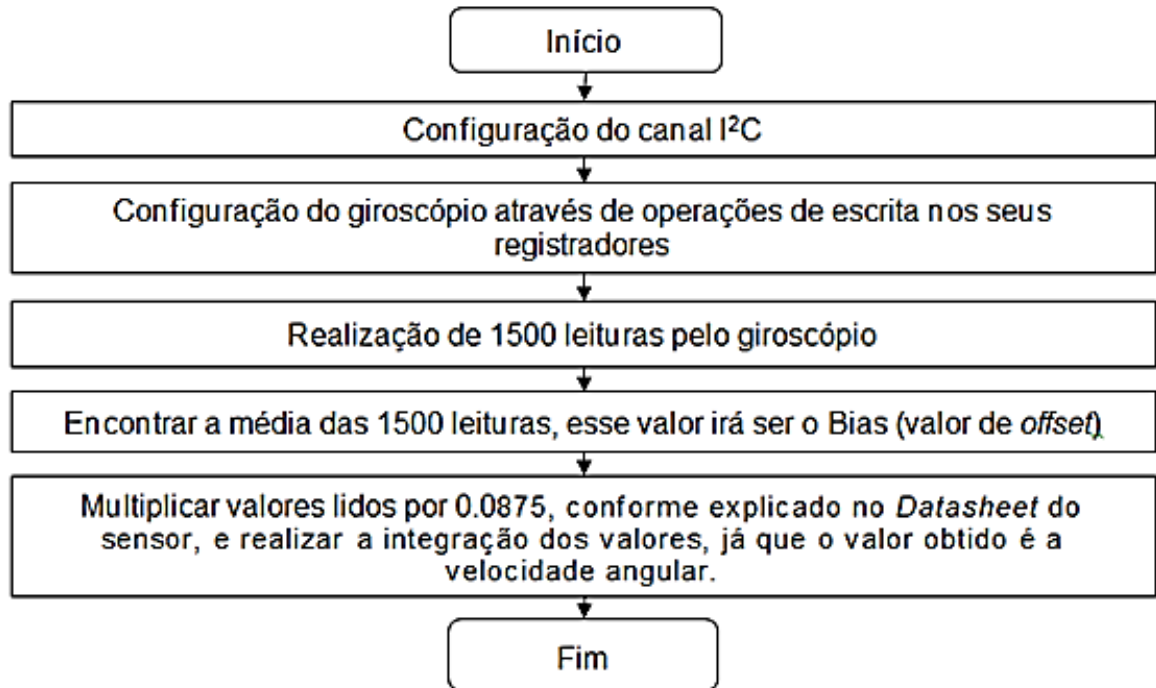 Início
Configuração do canal I²C
Configuração do giroscópio através de operações de escrita nos seus
registradores
Realização de 1500 leituras pelo giroscópio
Encontrar a média das 1500 leituras, esse valor irá ser o Bias (valor de offset)
Multiplicar valores lidos por 0.0875, conforme explicado no Datasheet do
sensor, e realizar a integração dos valores, já que o valor obtido é a
velocidade angular.
Fim